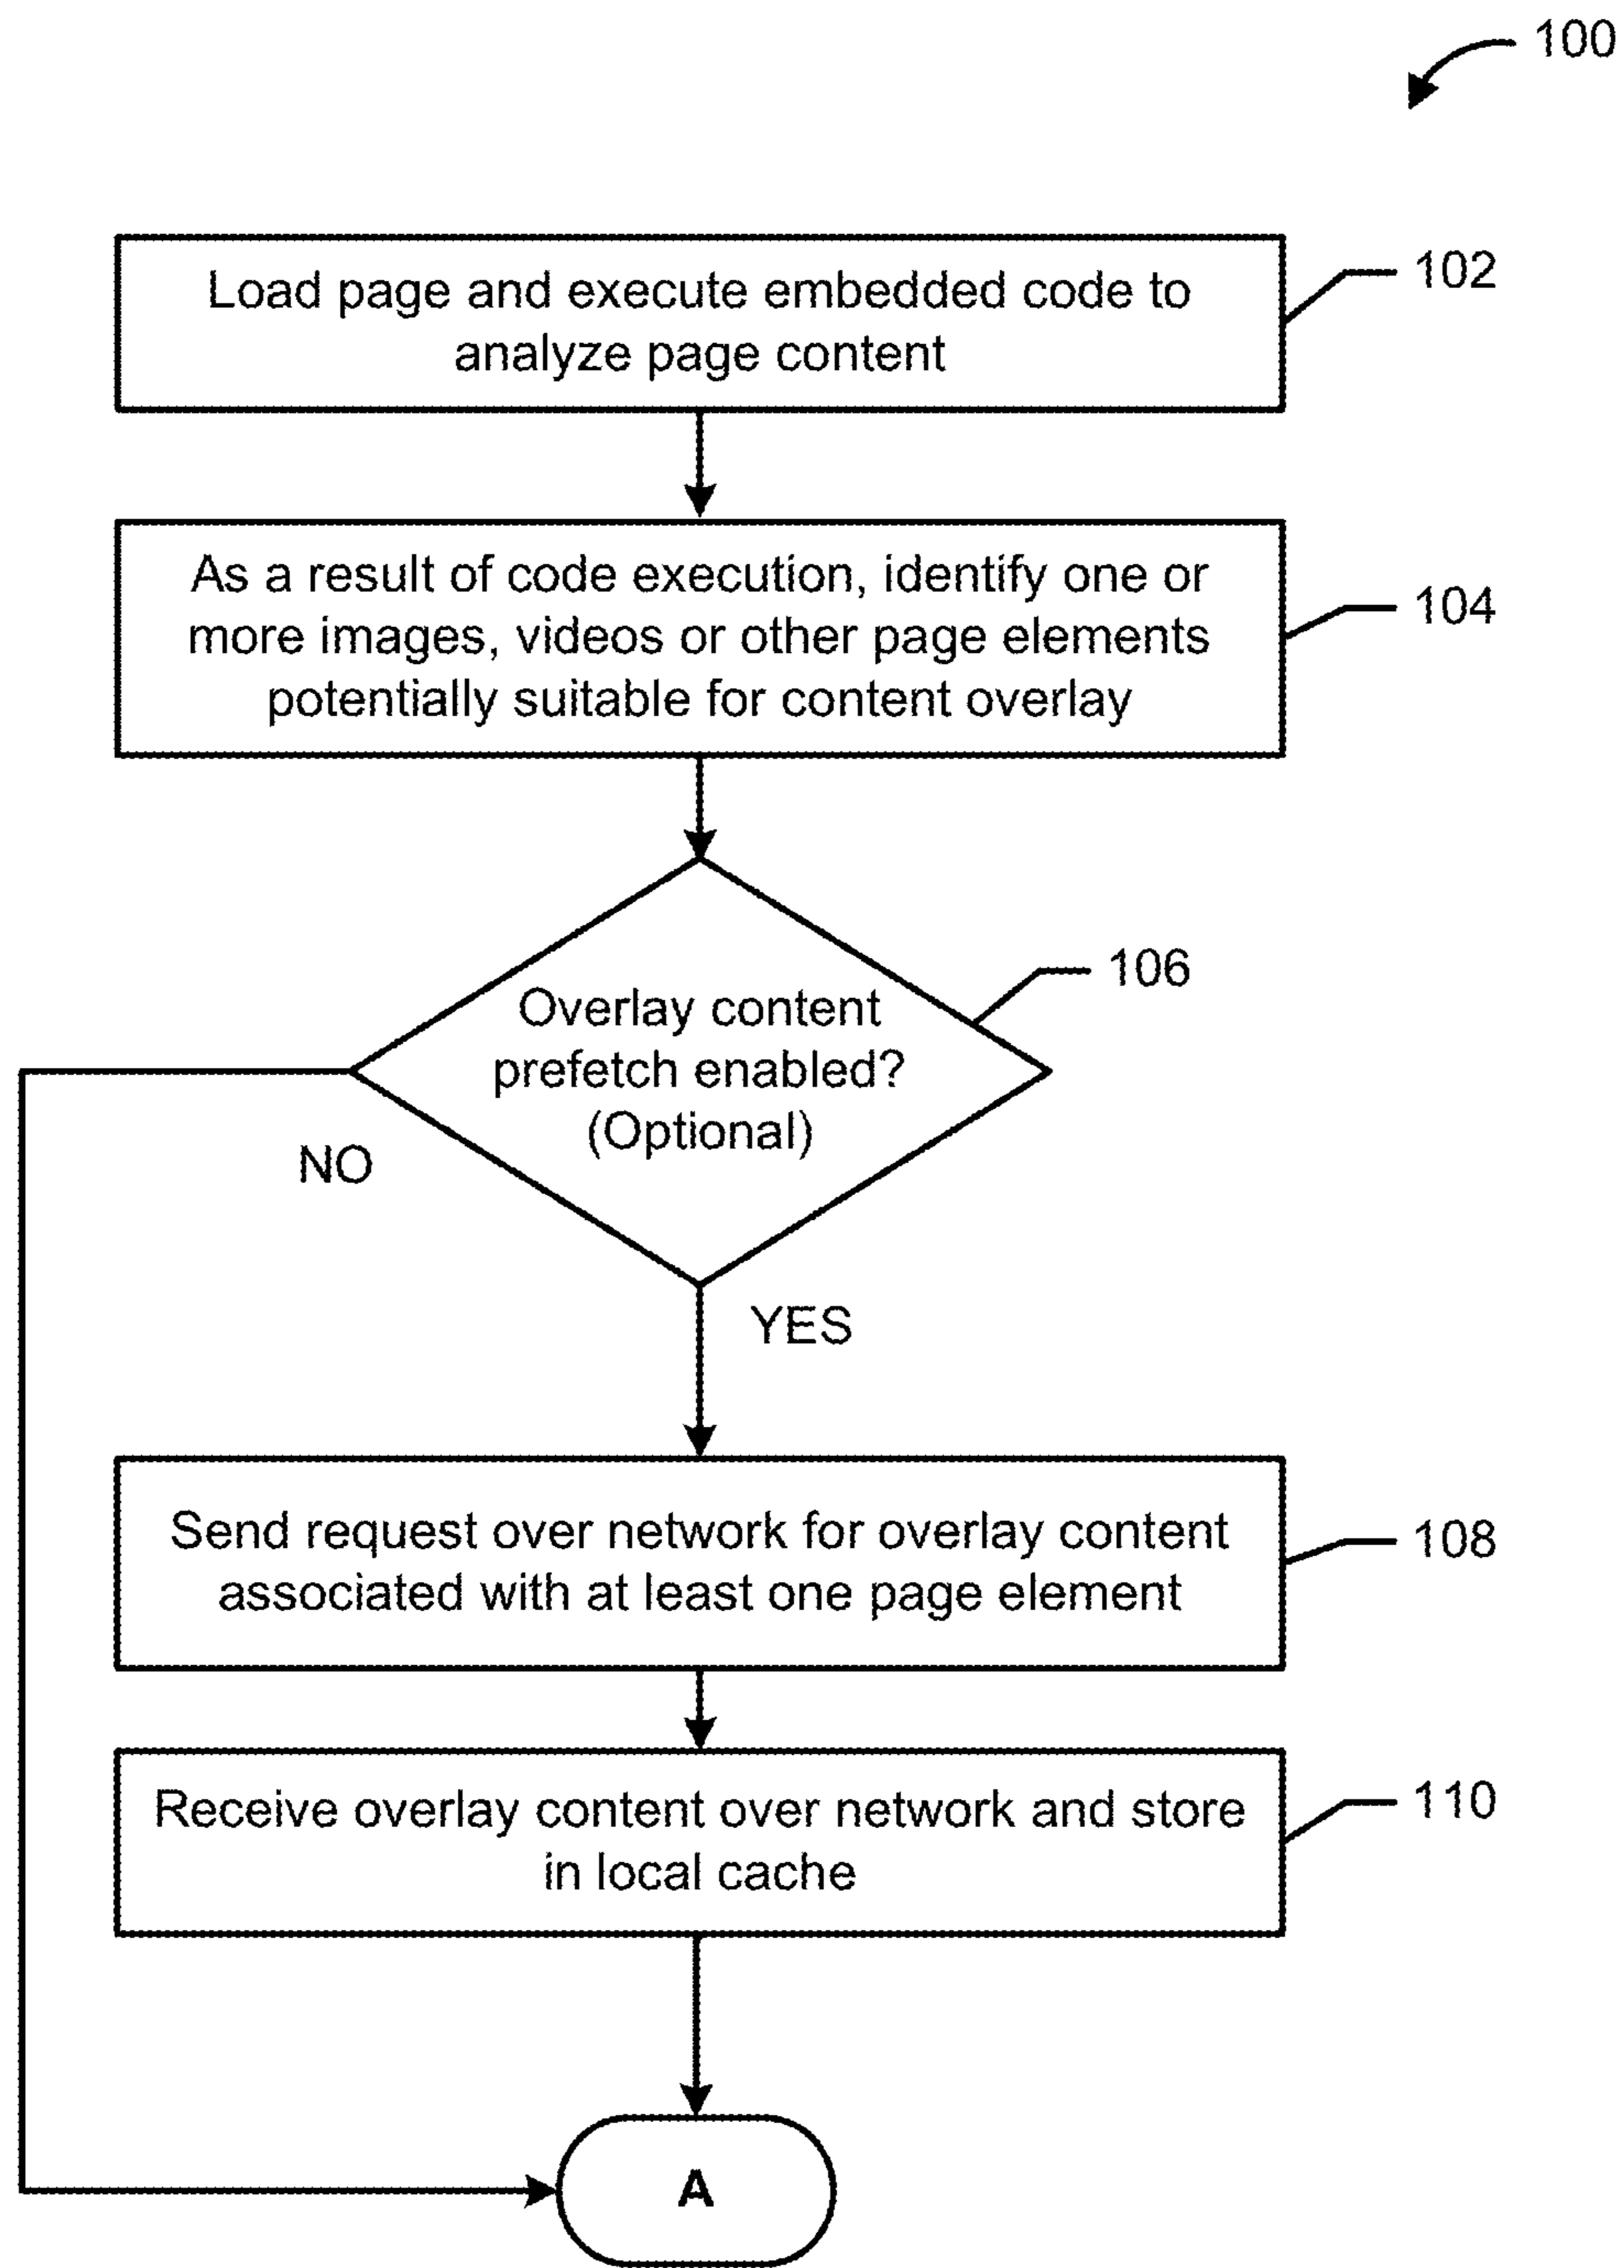 100
Load page and execute embedded code to
analyze page content
102
As a result of code execution, identify one or
more images, videos or other page elements
potentially suitable for content overlay
104
Overlay content
prefetch enabled?
(Optional)
106
NO
YES
Send request over network for overlay content
associated with at least one page element
108
Receive overlay content over network and store
in local cache
110
A